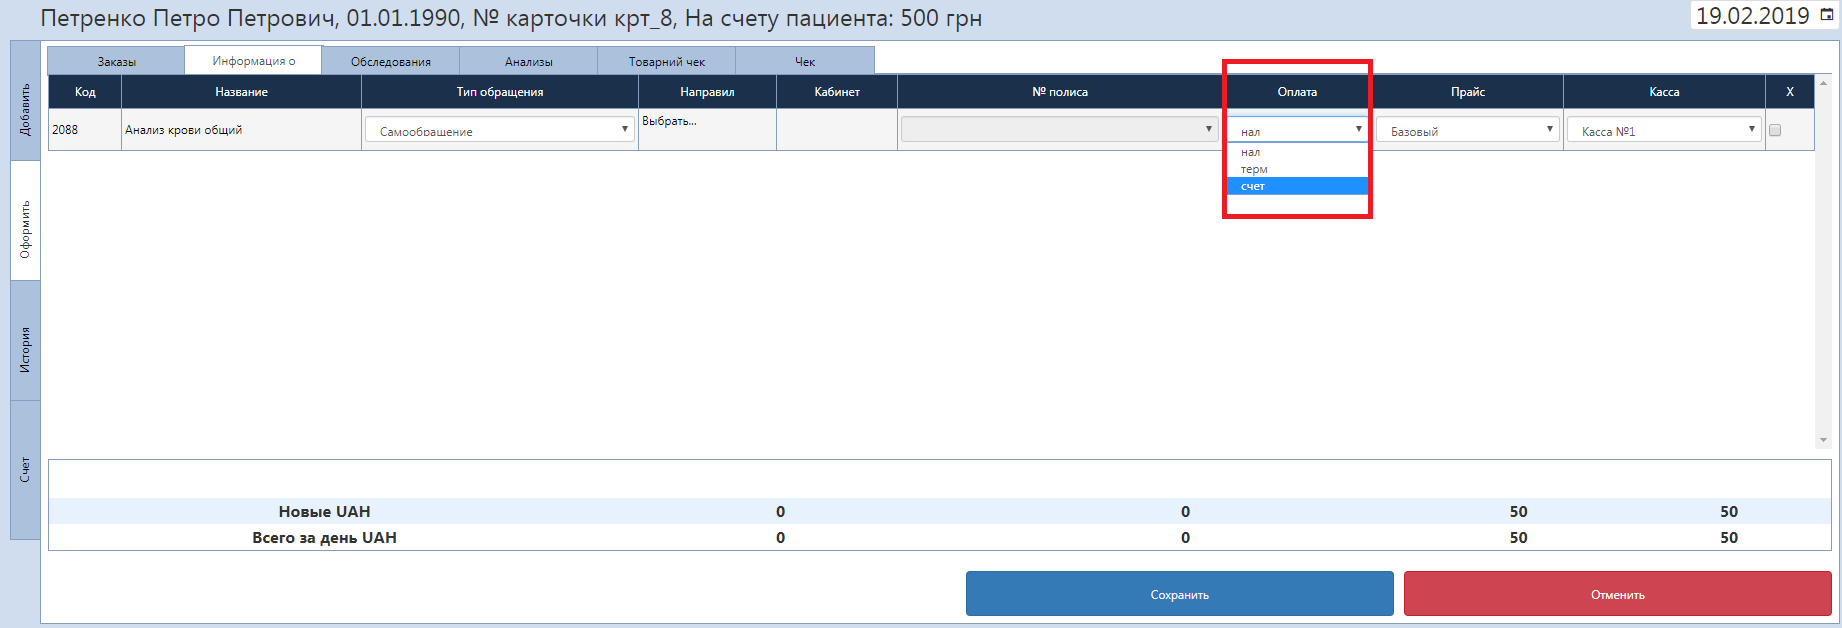 Петренко Петро Петрович, 01.01.1990, № карточки крт_8, На счету пациента: 500 грн
19.02.2019
Добавить
Оформить
История
Счет
Заказы Информация о Обследования Анализы Товарний чек Чек
Код Название Тип обращения Направил Кабинет № полиса Оплата Прайс Касса X
2088 Анализ крови общий Самообращение Выбрать... нал Базовый Касса №1
нал
терм
счет
Новые UAH 0 0 50 50
Всего за день UAH 0 0 50 50
Сохранить Отменить